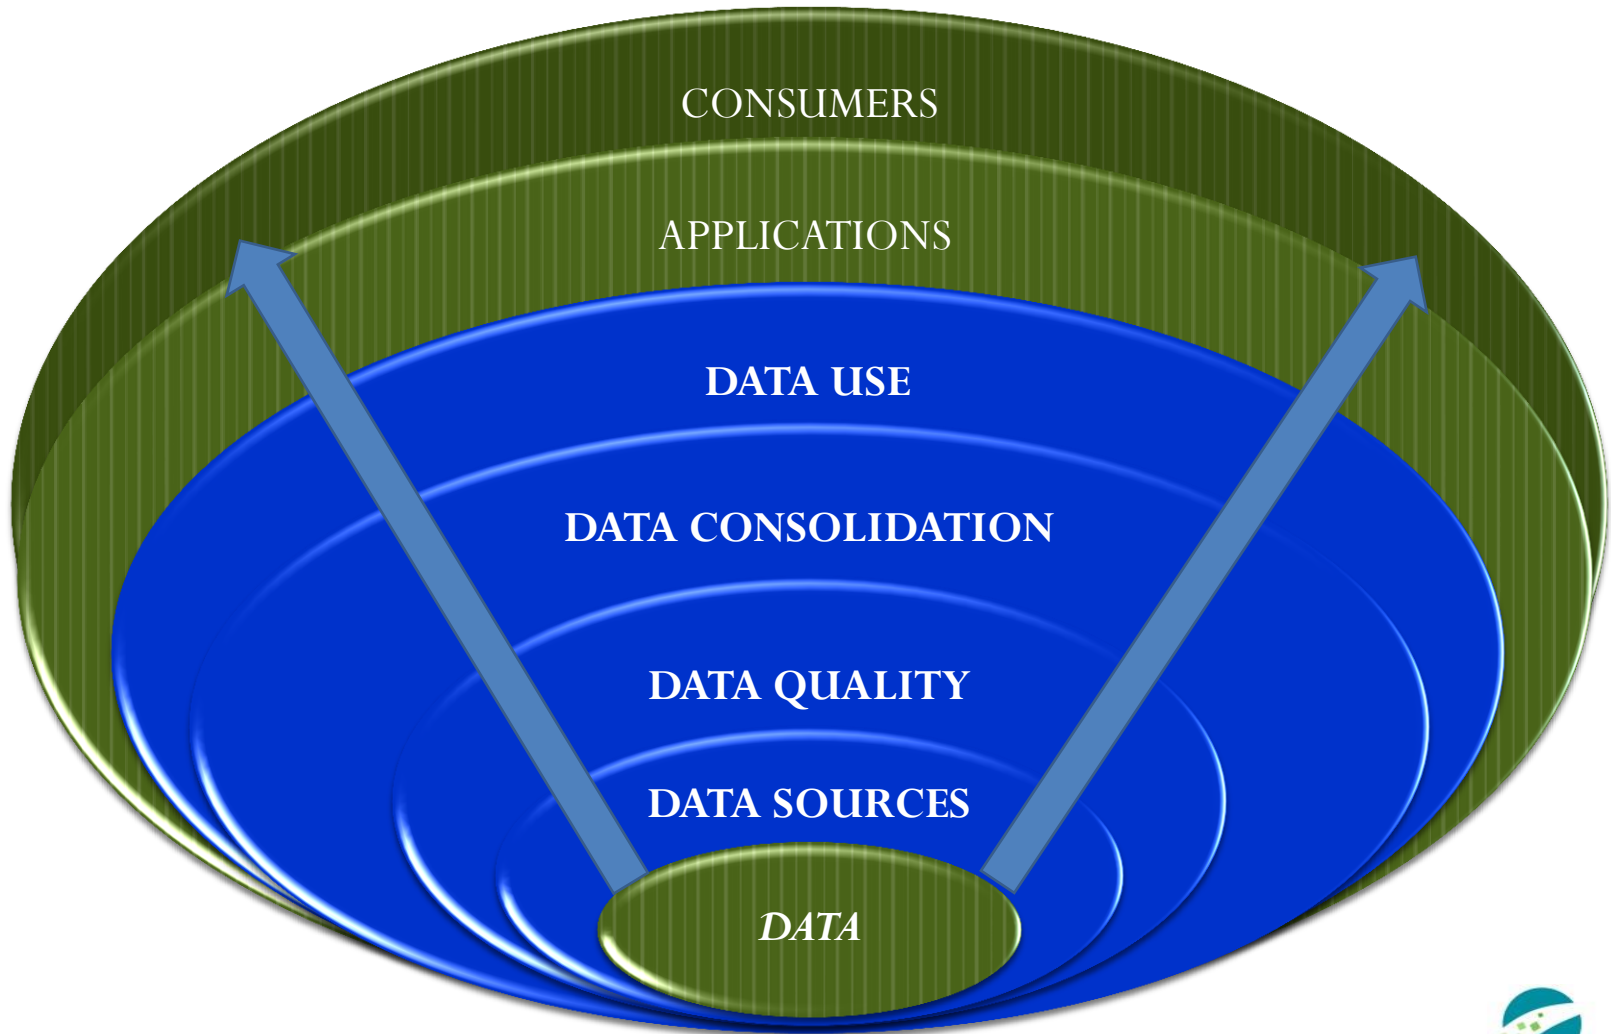 CONSUMERS
APPLICATIONS
DATA USE
DATA CONSOLIDATION
DATA QUALITY
DATA SOURCES
DATA